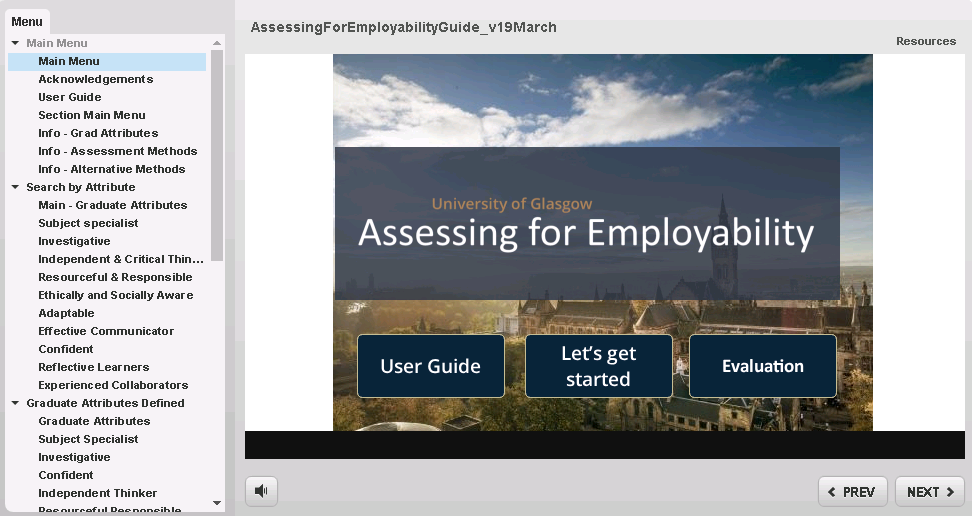 Menu
Main Menu
Main Menu
Acknowledgements
User Guide
Section Main Menu
Info - Grad Attributes
Info - Assessment Methods
Info - Alternative Methods
Search by Attribute
Main - Graduate Attributes
Subject specialist
Investigative
Independent & Critical Thin...
Resourceful & Responsible
Ethically and Socially Aware
Adaptable
Effective Communicator
Confident
Reflective Learners
Experienced Collaborators
Graduate Attributes Defined
Graduate Attributes
Subject Specialist
Investigative
Confident
Independent Thinker
Resourceful Responsible
AssessingForEmployabilityGuide_v19March
Resources
University of Glasgow
Assessing for Employability
User Guide
Let's get
started
Evaluation
PREV
NEXT